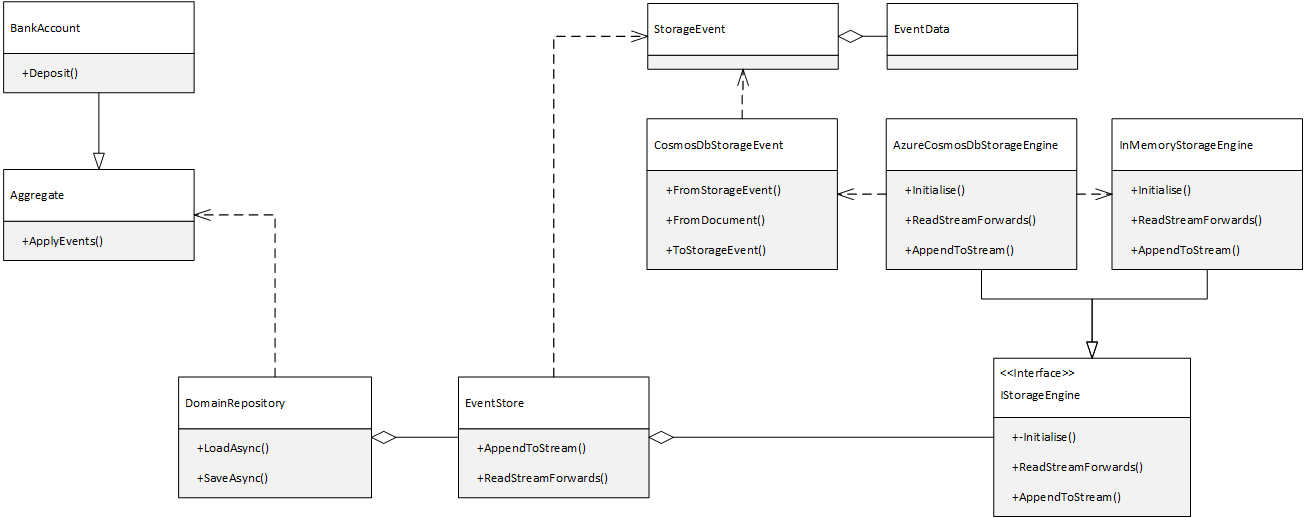 BankAccount
+Deposit()
StorageEvent
EventData
Aggregate
+ApplyEvents()
CosmosDbStorageEvent
+FromStorageEvent()
+FromDocument()
+ToStorageEvent()
AzureCosmosDbStorageEngine
+Initialise()
+ReadStreamForwards()
+AppendToStream()
InMemoryStorageEngine
+Initialise()
+ReadStreamForwards()
+AppendToStream()
DomainRepository
+LoadAsync()
+SaveAsync()
EventStore
+AppendToStream()
+ReadStreamForwards()
<<Interface>>
IStorageEngine
+-Initialise()
+ReadStreamForwards()
+AppendToStream()